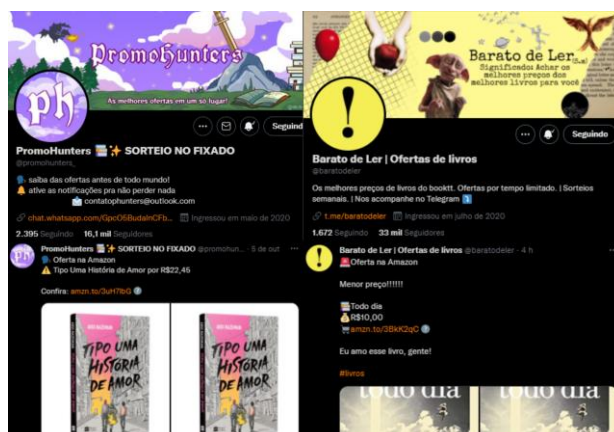 PromoHunters
As melhores ofertas em um só lugar!
ph
Seguind
PromoHunters 📚✨ SORTEIO NO FIXADO
@promohunters_
🗣 saiba das ofertas antes de todo mundo!
🔔 ative as notificações pra não perder nada
📩 contatophunters@outlook.com
Ingressou em maio de 2020
2.395 Seguindo 16,1 mil Seguidores
PromoHunters 📚✨ SORTEIO NO FIXADO @promohun... · 5 de out
🗣 Oferta na Amazon
⚠ Tipo Uma História de Amor por R$22,45
Confira: amzn.to/3uH7lbG
TIPO UMA
HISTÓRIA
DE AMOR
TIPO UMA
HISTÓRIA
DE AMOR
Barato de Ler
Significado: Achar os
melhores preços dos
melhores livros para você
!
Seguindo
Barato de Ler | Ofertas de livros
@baratodeler
Os melhores preços de livros do booktt. Ofertas por tempo limitado. | Sorteios
semanais. | Nos acompanhe no Telegram ⤵
t.me/baratodeler Ingressou em julho de 2020
1.672 Seguindo 33 mil Seguidores
Barato de Ler | Ofertas de livros @baratodeler · 4 h
🚨Oferta na Amazon
Menor preço!!!!!!
📚Todo dia
💰R$10,00
🛒amzn.to/3BkK2qC
Eu amo esse livro, gente!
#livros
todo dia
todo dia